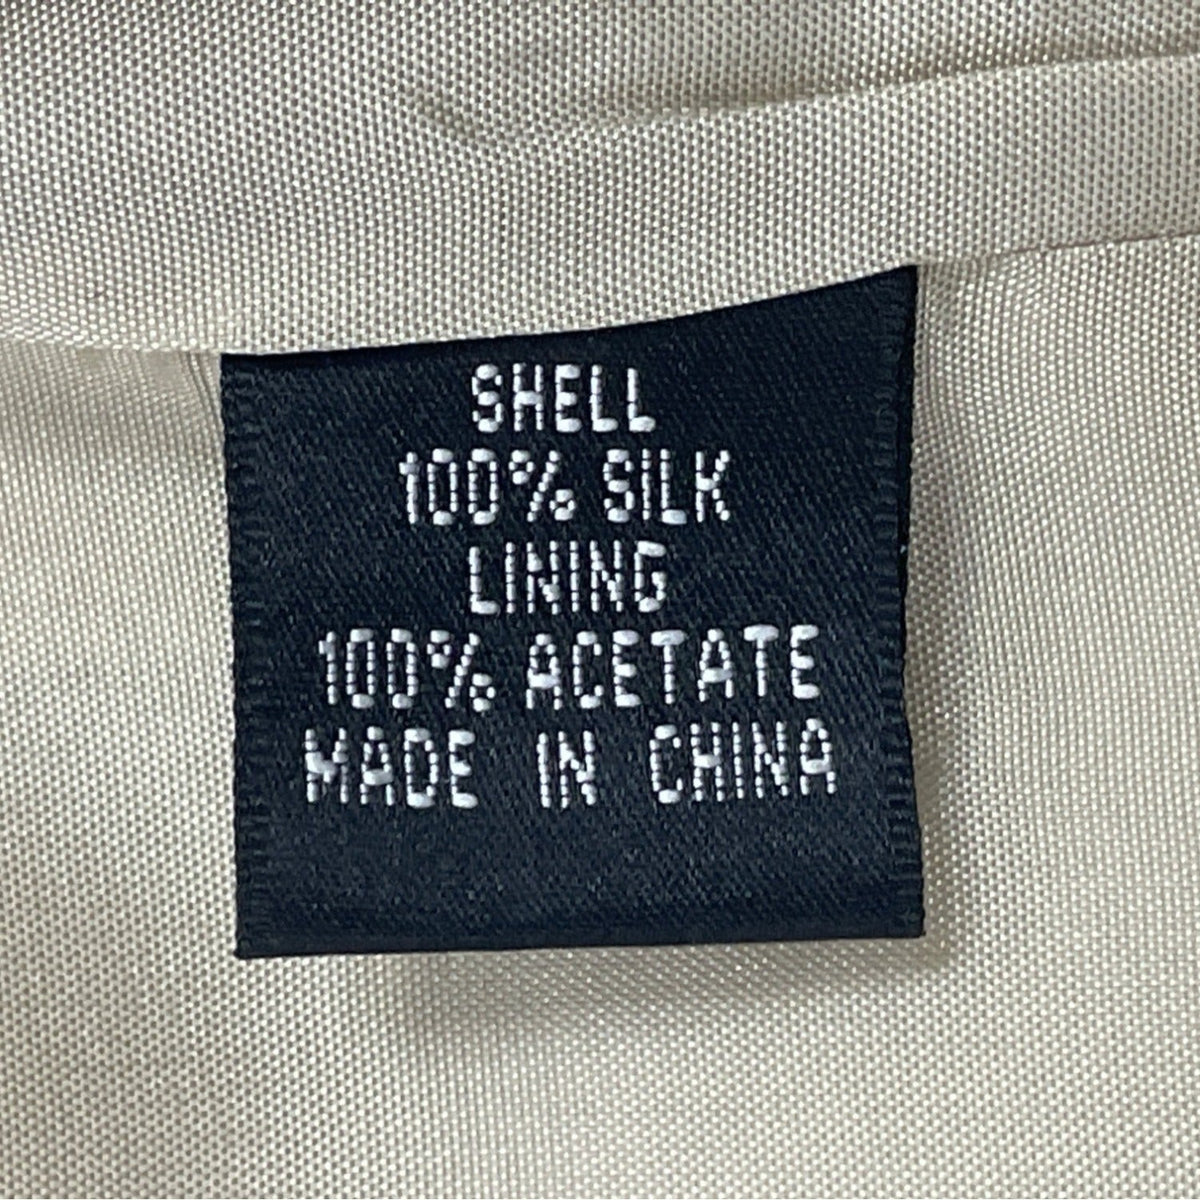 SHELL
100% SILK
LINING
100% ACETATE
MADE IN CHINA